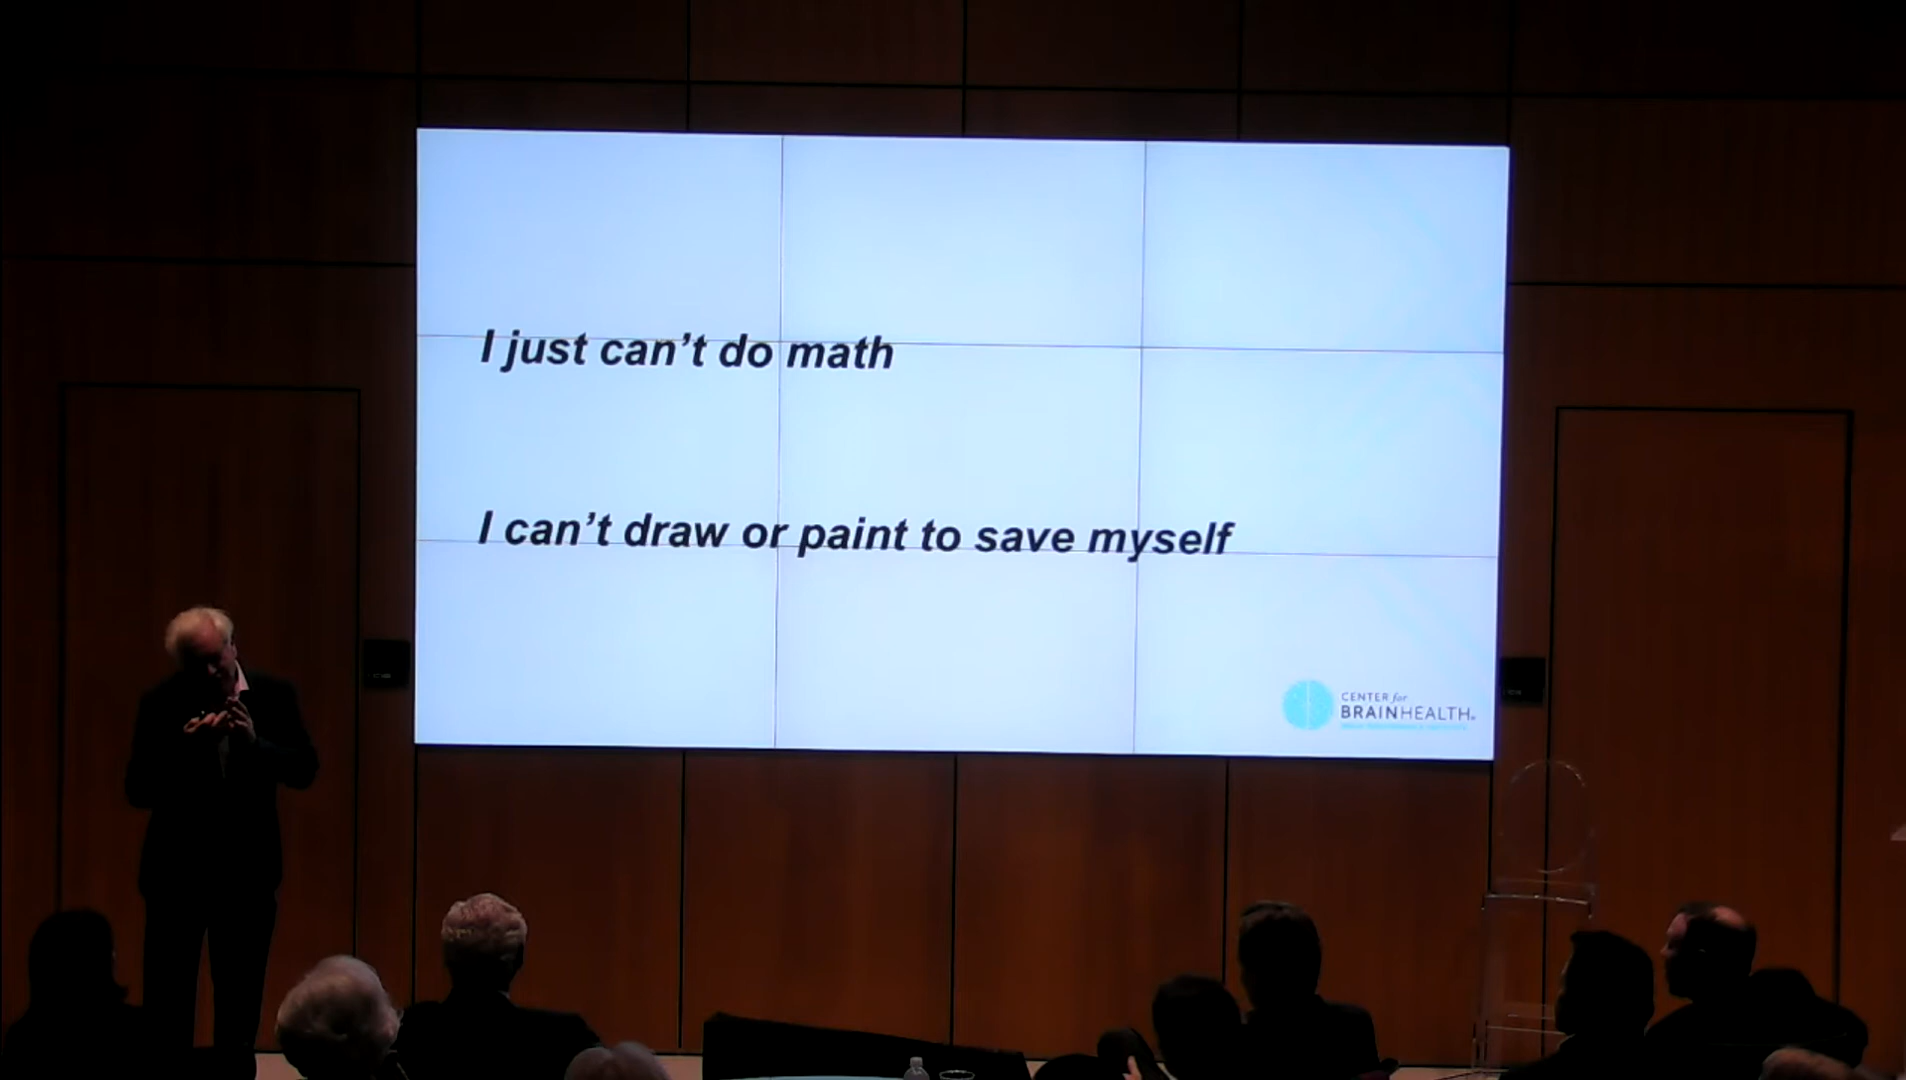 I just can't do math
I can't draw or paint to save myself
CENTER for
BRAINHEALTH®